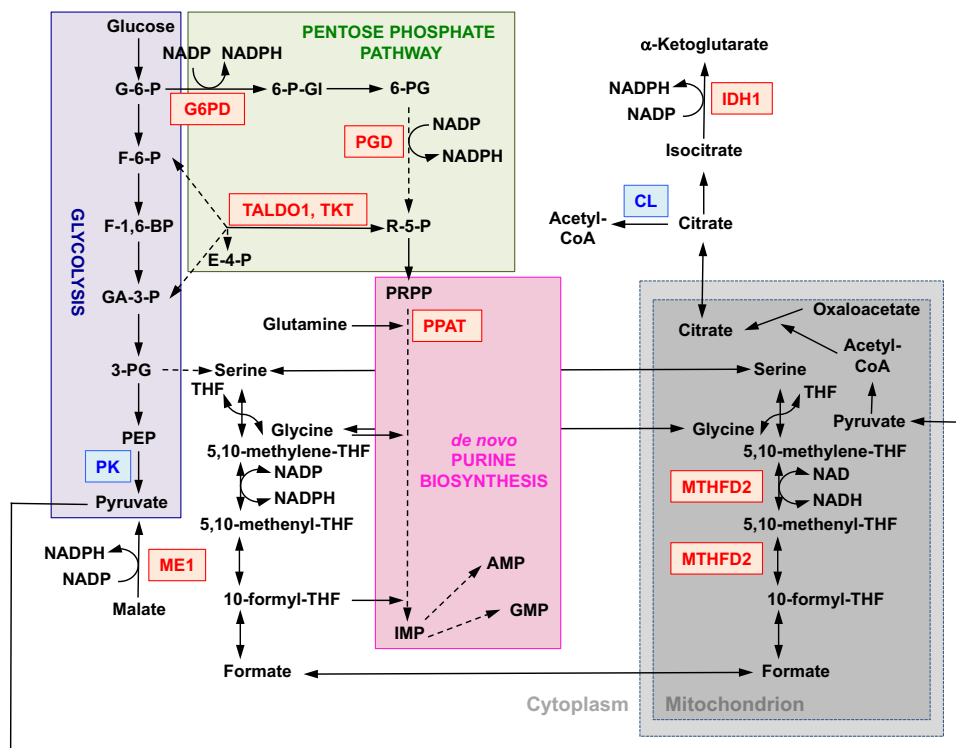 Glucose
NADP NADPH
PENTOSE PHOSPHATE
PATHWAY
G-6-P
6-P-GI
6-PG
G6PD
PGD
NADP
NADPH
F-6-P
TALDO1, TKT
F-1,6-BP
R-5-P
E-4-P
GLYCOLYSIS
GA-3-P
PRPP
Glutamine
PPAT
3-PG
Serine
THF
PEP
Glycine
5,10-methylene-THF
de novo
PURINE
BIOSYNTHESIS
PK
NADP
NADPH
Pyruvate
5,10-methenyl-THF
NADPH
NADP
ME1
Malate
10-formyl-THF
AMP
GMP
IMP
Formate
α-Ketoglutarate
NADPH
NADP
IDH1
Isocitrate
CL
Acetyl-
CoA
Citrate
Oxaloacetate
Citrate
Acetyl-
CoA
Serine
THF
Pyruvate
Glycine
5,10-methylene-THF
MTHFD2
NAD
NADH
5,10-methenyl-THF
MTHFD2
10-formyl-THF
Formate
Cytoplasm
Mitochondrion